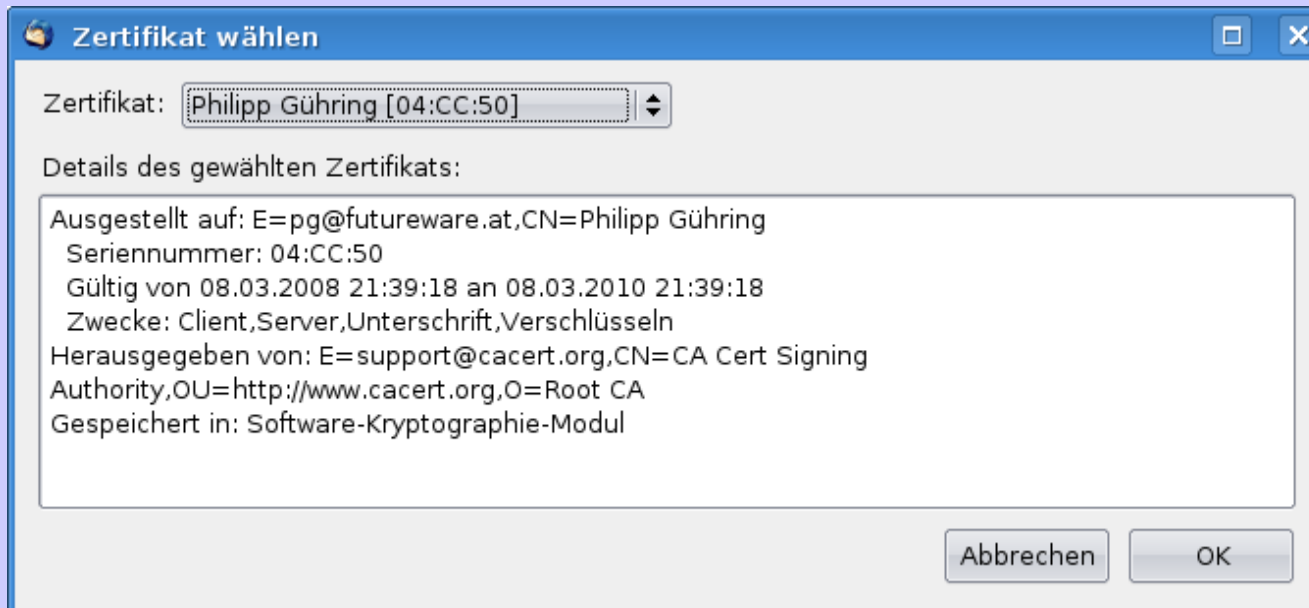 Zertifikat wählen
Zertifikat: Philipp Gühring [04:CC:50]
Details des gewählten Zertifikats:
Ausgestellt auf: E=pg@futureware.at,CN=Philipp Gühring
Seriennummer: 04:CC:50
Gültig von 08.03.2008 21:39:18 an 08.03.2010 21:39:18
Zwecke: Client,Server,Unterschrift,Verschlüsseln
Herausgegeben von: E=support@cacert.org,CN=CA Cert Signing
Authority,OU=http://www.cacert.org,O=Root CA
Gespeichert in: Software-Kryptographie-Modul
Abbrechen OK